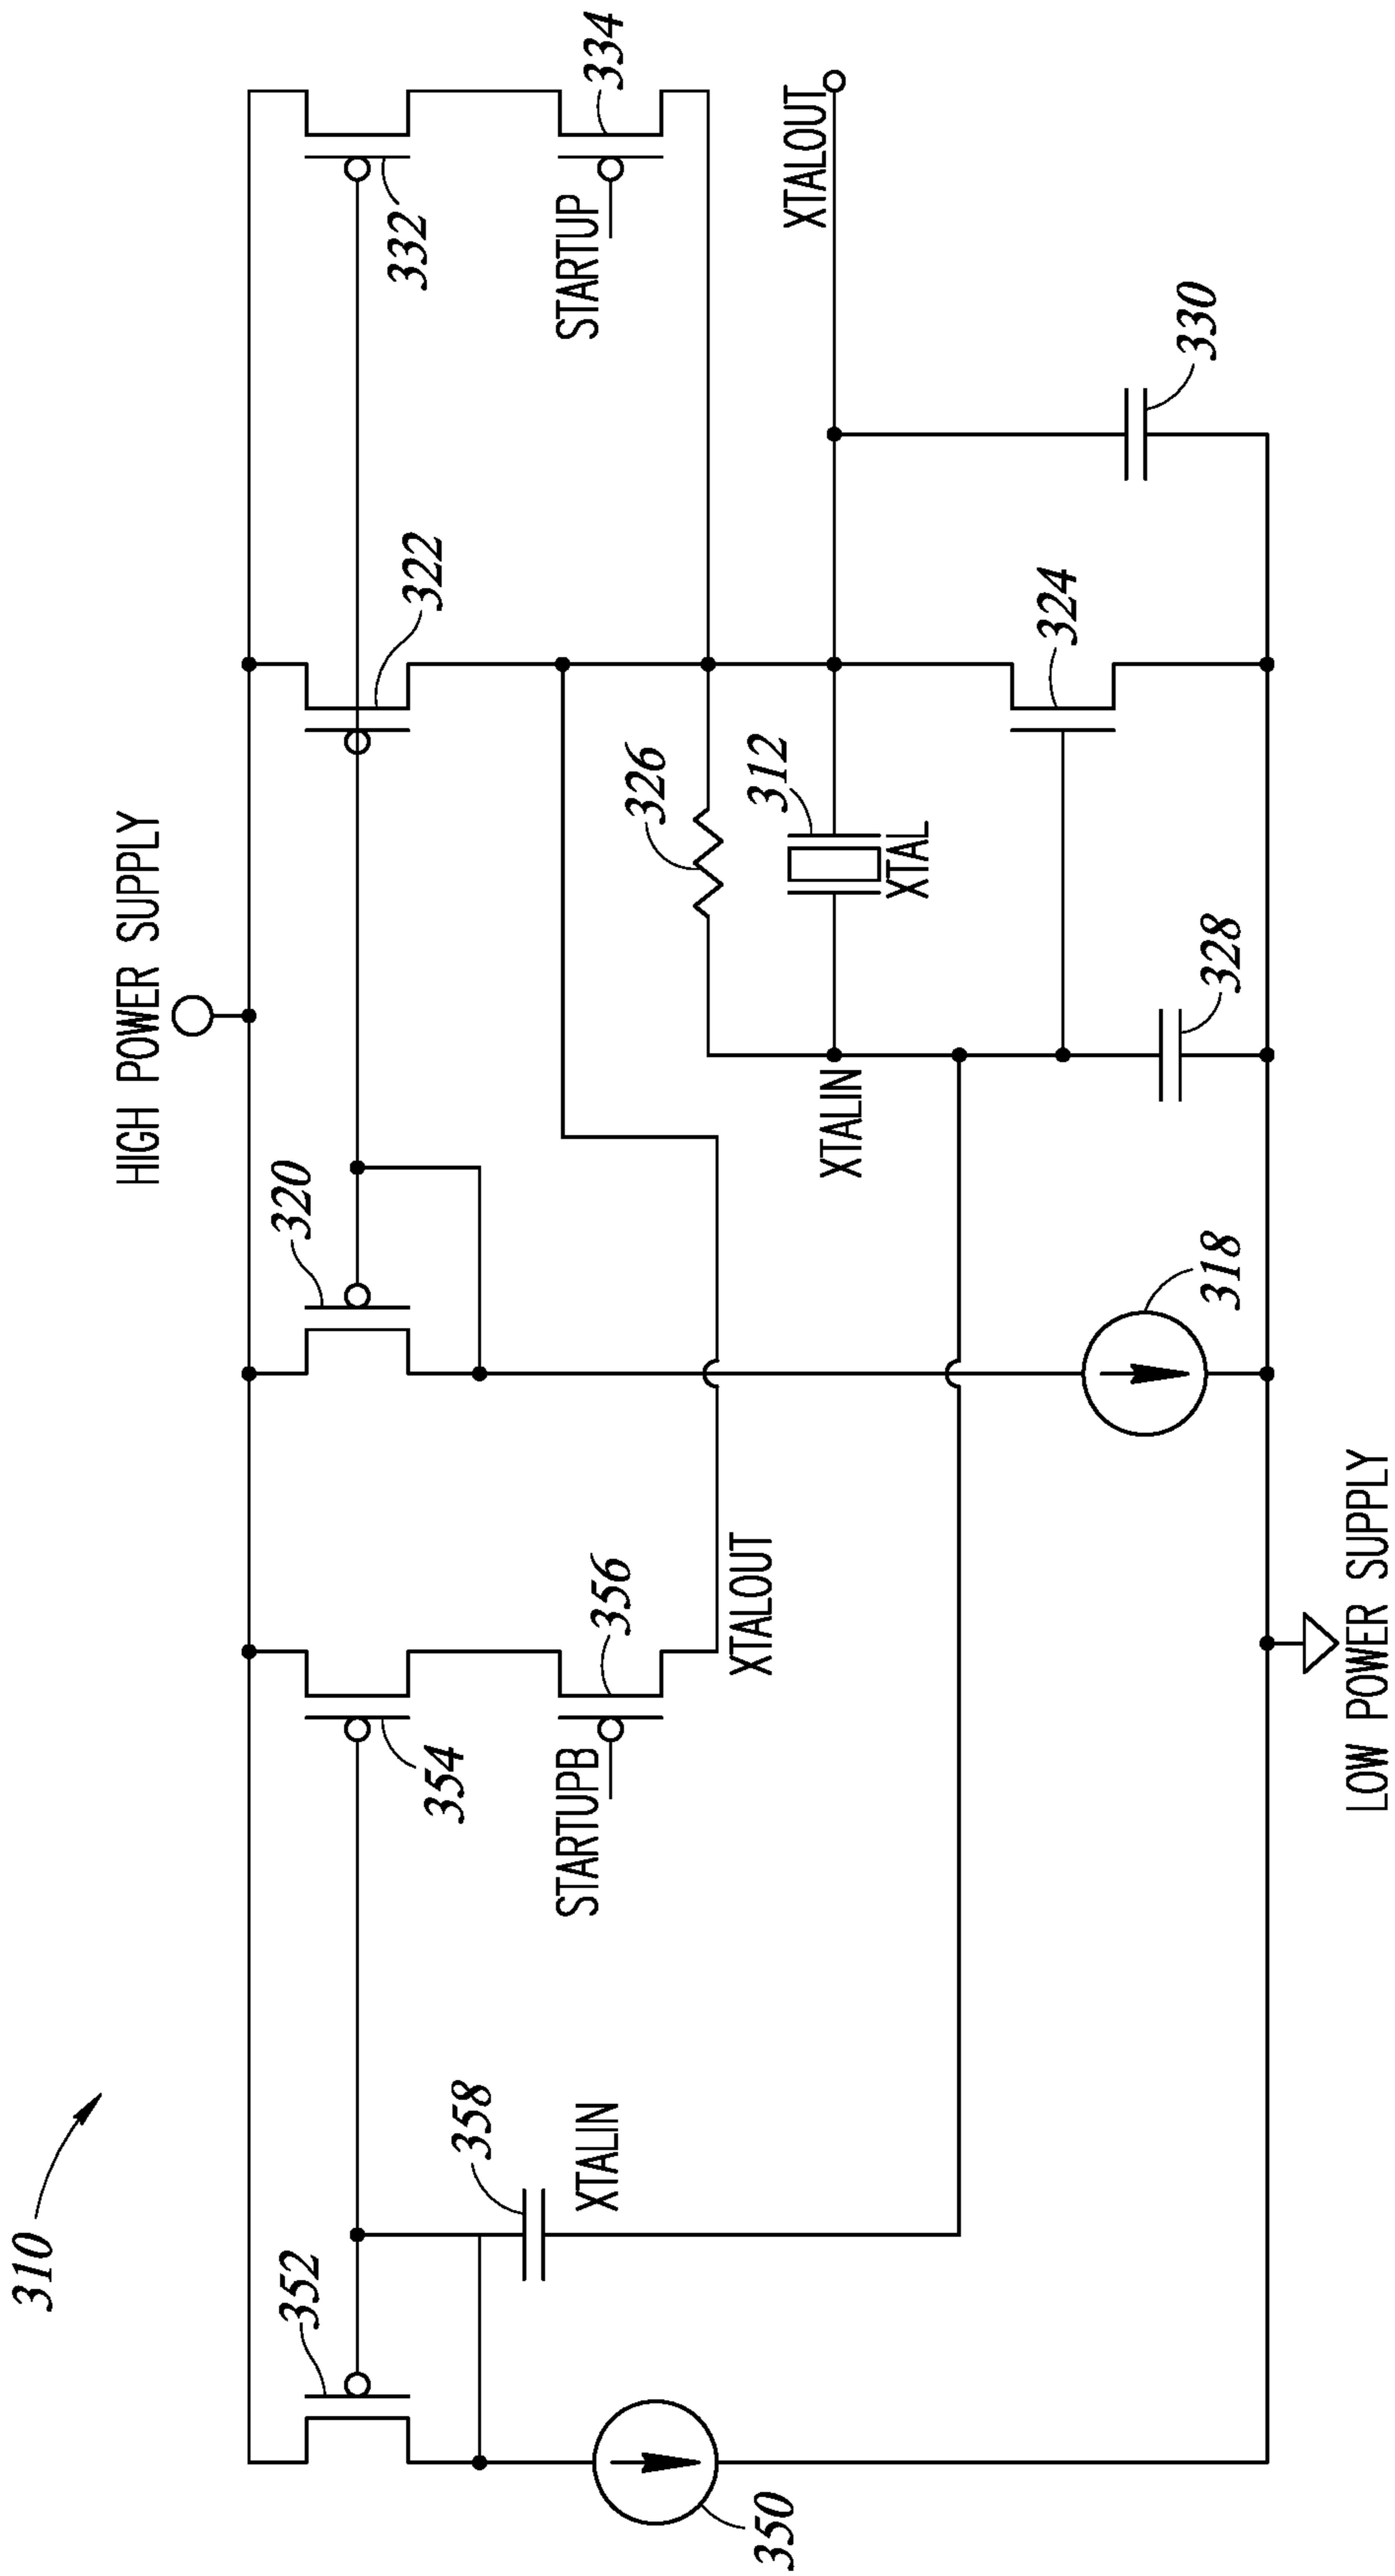 310
HIGH POWER SUPPLY
352
354
320
322
332
358
XTALIN
STARTUPB
356
XTALOUT
STARTUP
334
350
326
312
XTAL
XTALIN
XTALOUT
318
328
324
330
LOW POWER SUPPLY